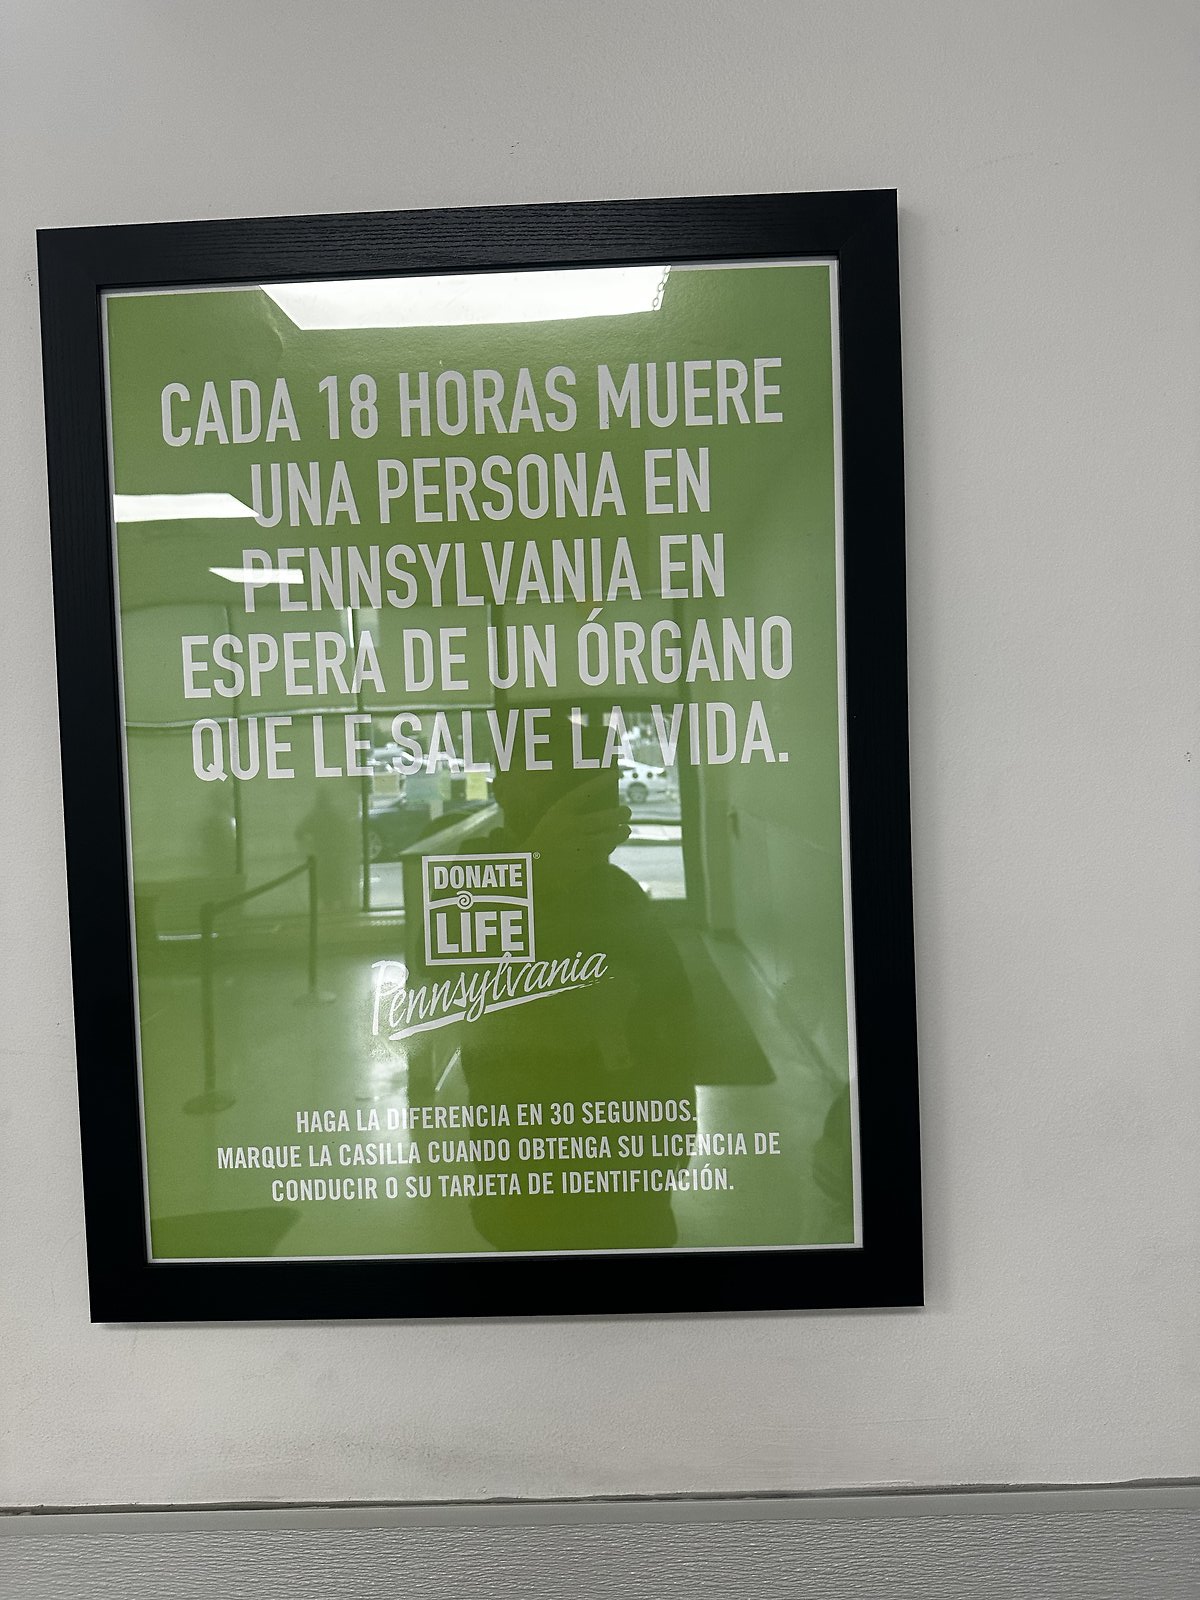 CADA 18 HORAS MUERE
UNA PERSONA EN
PENNSYLVANIA EN
ESPERA DE UN ÓRGANO
QUE LE SALVE LA VIDA.
DONATE
LIFE
®
Pennsylvania
HAGA LA DIFERENCIA EN 30 SEGUNDOS.
MARQUE LA CASILLA CUANDO OBTENGA SU LICENCIA DE
CONDUCIR O SU TARJETA DE IDENTIFICACIÓN.